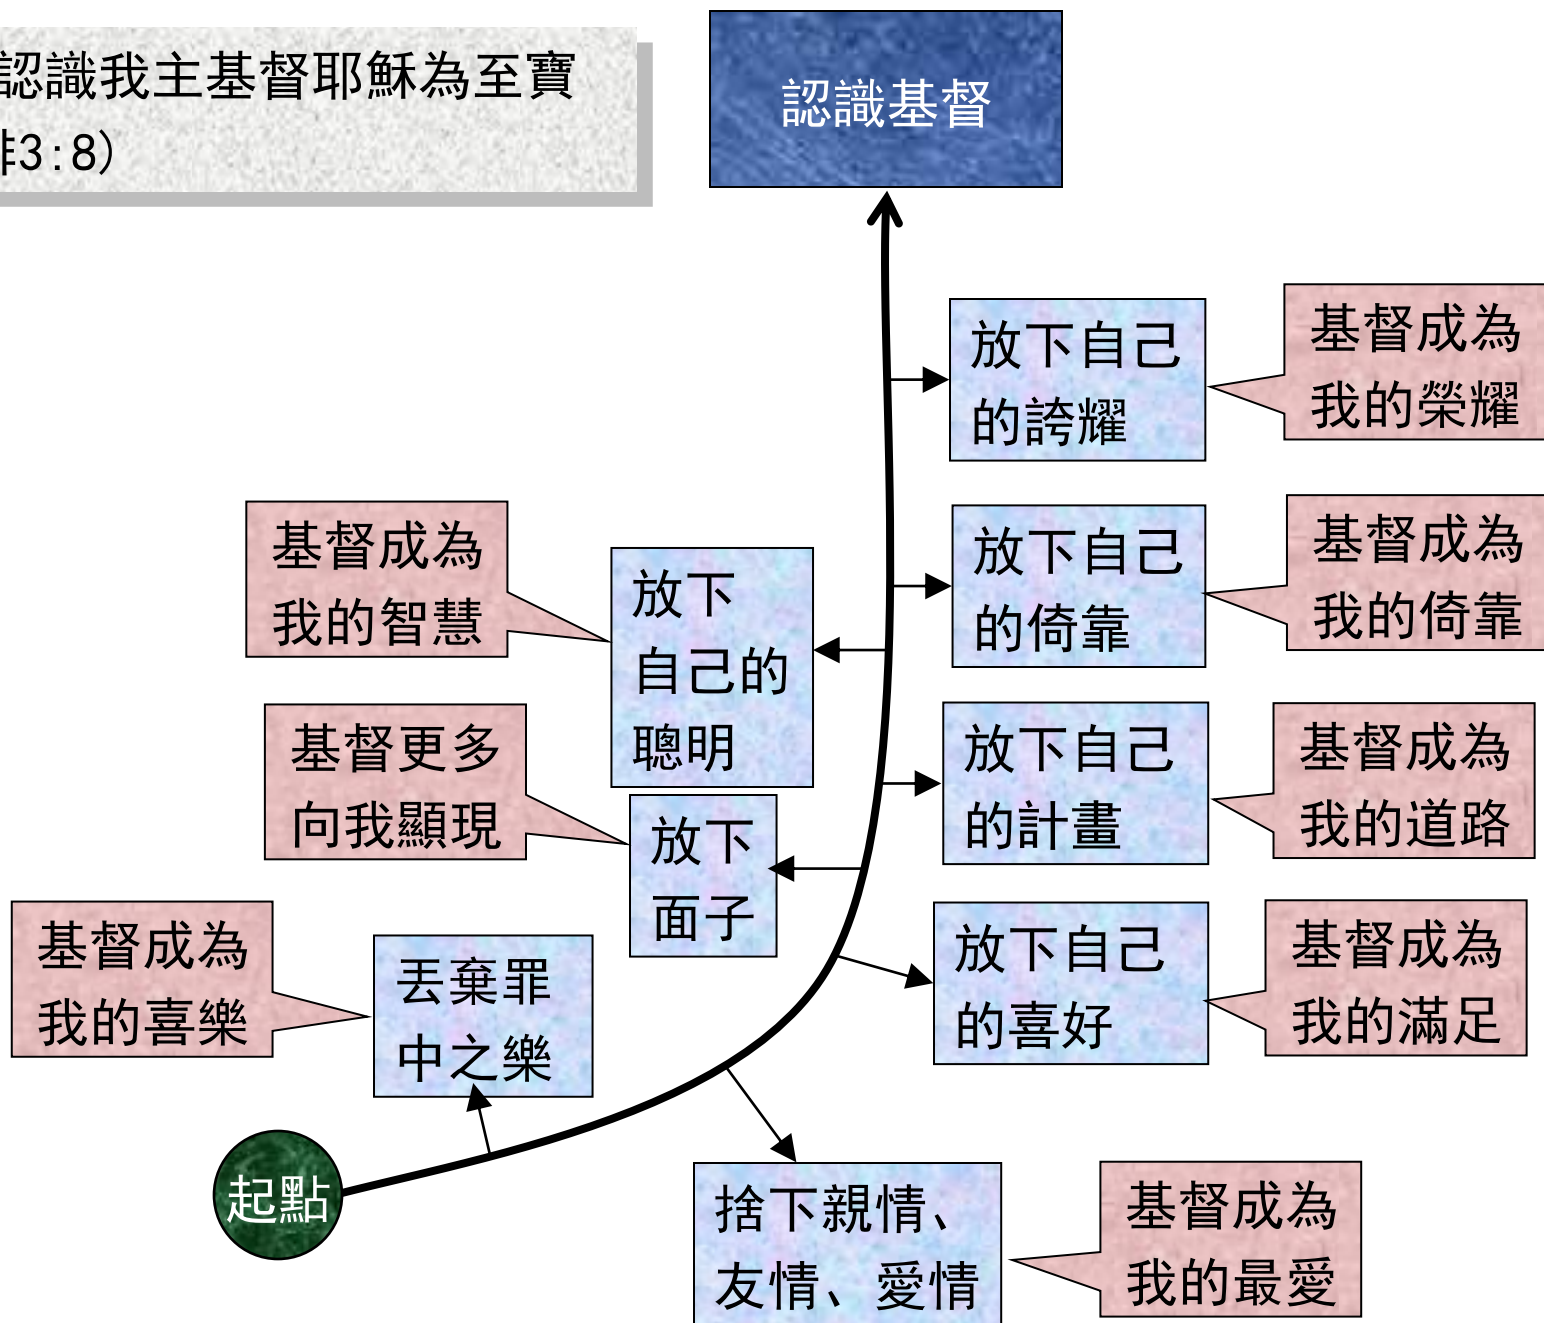 認識我主基督耶穌為至寶
3:8)
認識基督
放下自己
的誇耀
基督成為
我的榮耀
基督成為
我的智慧
放下
自己的
聰明
放下自己
的倚靠
基督成為
我的倚靠
基督更多
向我顯現
放下
面子
放下自己
的計畫
基督成為
我的道路
基督成為
我的喜樂
丟棄罪
中之樂
放下自己
的喜好
基督成為
我的滿足
起點
捨下親情、
友情、愛情
基督成為
我的最愛